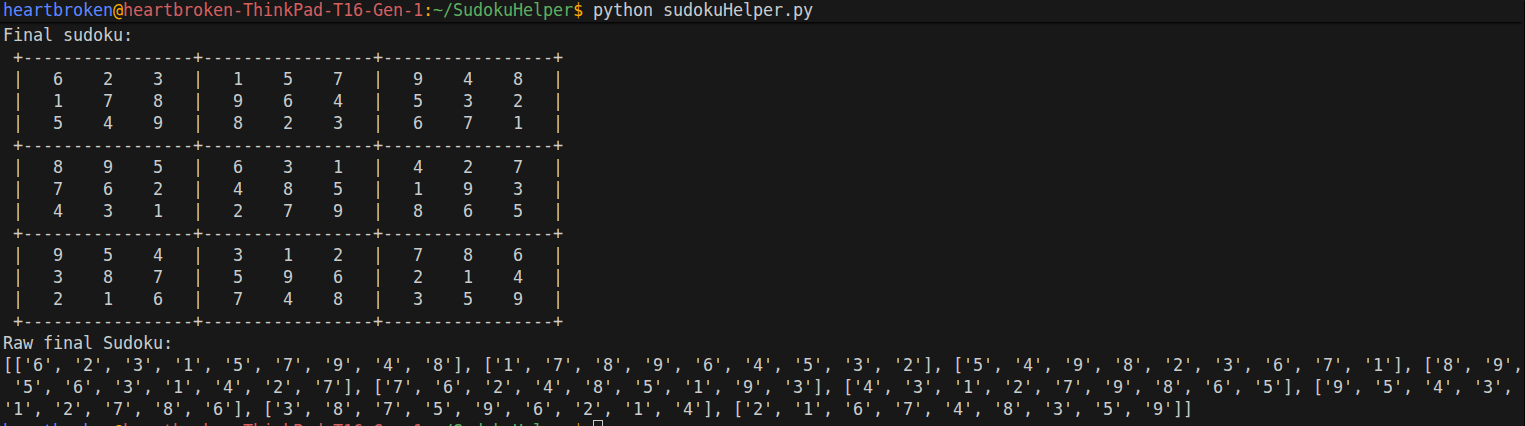 heartbroken@heartbroken-ThinkPad-T16-Gen-1:~/SudokuHelper$ python sudokuHelper.py
Final sudoku:
+-----------------+-----------------+-----------------+
|   6    2    3   |   1    5    7   |   9    4    8   |
|   1    7    8   |   9    6    4   |   5    3    2   |
|   5    4    9   |   8    2    3   |   6    7    1   |
+-----------------+-----------------+-----------------+
|   8    9    5   |   6    3    1   |   4    2    7   |
|   7    6    2   |   4    8    5   |   1    9    3   |
|   4    3    1   |   2    7    9   |   8    6    5   |
+-----------------+-----------------+-----------------+
|   9    5    4   |   3    1    2   |   7    8    6   |
|   3    8    7   |   5    9    6   |   2    1    4   |
|   2    1    6   |   7    4    8   |   3    5    9   |
+-----------------+-----------------+-----------------+
Raw final Sudoku:
[['6', '2', '3', '1', '5', '7', '9', '4', '8'], ['1', '7', '8', '9', '6', '4', '5', '3', '2'], ['5', '4', '9', '8', '2', '3', '6', '7', '1'], ['8', '9',
'5', '6', '3', '1', '4', '2', '7'], ['7', '6', '2', '4', '8', '5', '1', '9', '3'], ['4', '3', '1', '2', '7', '9', '8', '6', '5'], ['9', '5', '4', '3',
'1', '2', '7', '8', '6'], ['3', '8', '7', '5', '9', '6', '2', '1', '4'], ['2', '1', '6', '7', '4', '8', '3', '5', '9']]